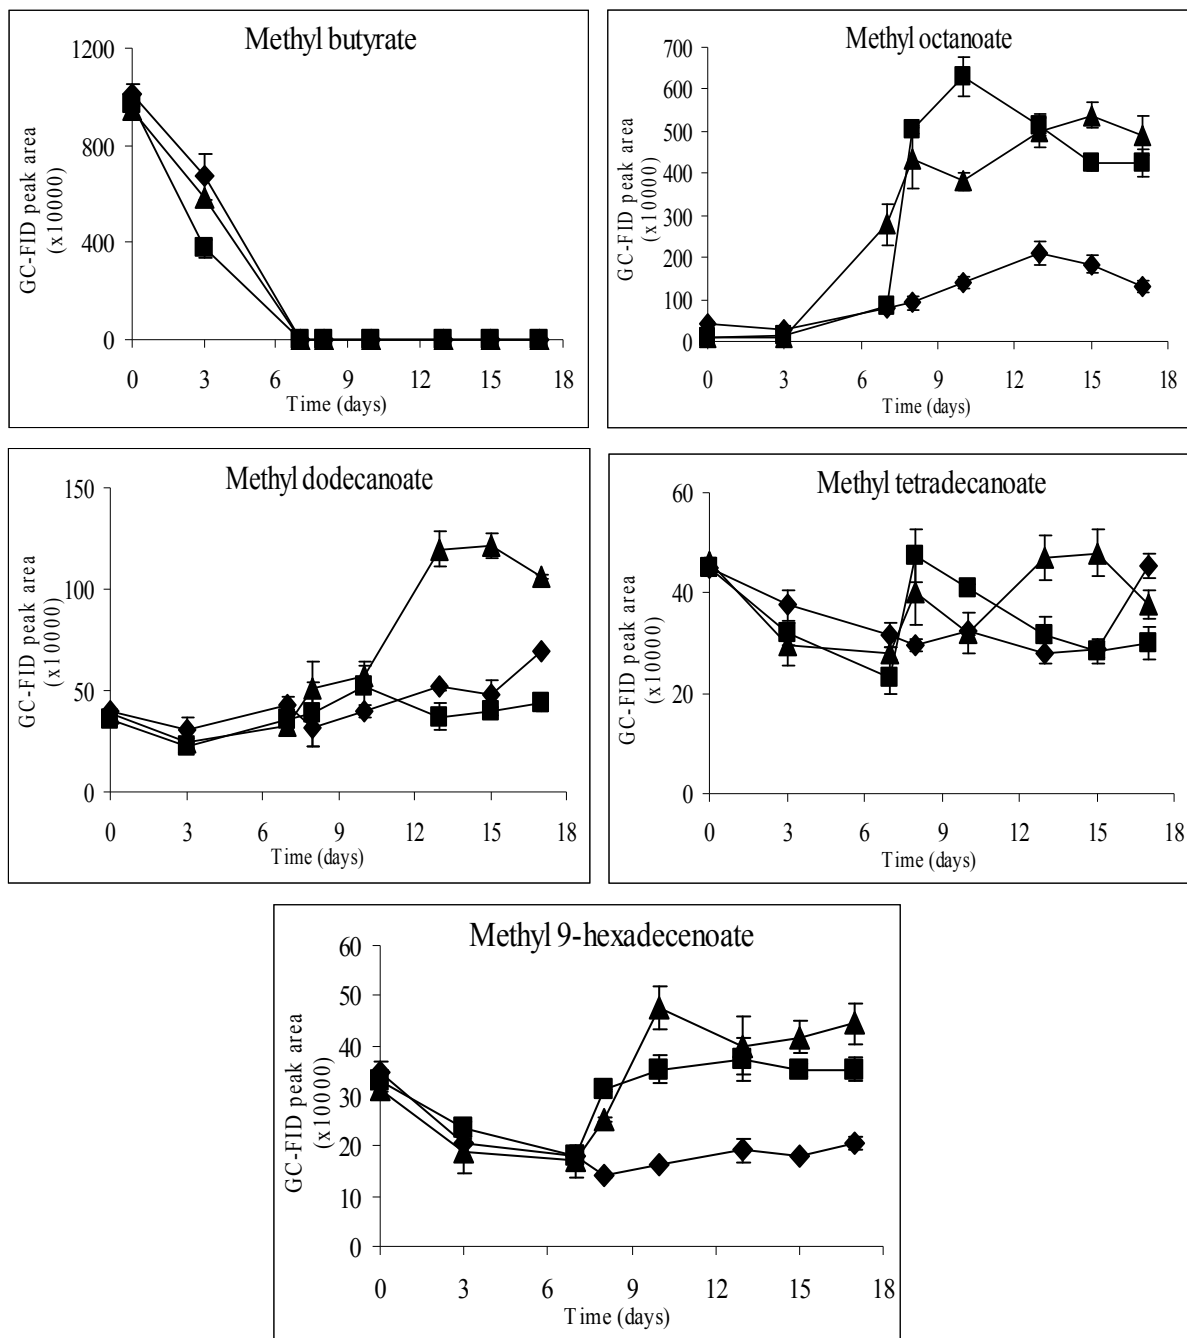 Methyl butyrate
GC-FID peak area
(x10000)
1200
800
400
0
0 3 6 9 12 15 18
Time (days)
Methyl octanoate
GC-FID peak area
(x10000)
700
600
500
400
300
200
100
0
0 3 6 9 12 15 18
Time (days)
Methyl dodecanoate
GC-FID peak area
(x10000)
150
100
50
0
0 3 6 9 12 15 18
Time (days)
Methyl tetradecanoate
GC-FID peak area
(x10000)
60
40
20
0
0 3 6 9 12 15 18
Time (days)
Methyl 9-hexadecenoate
GC-FID peak area
(x10000)
60
50
40
30
20
10
0
0 3 6 9 12 15 18
Time (days)